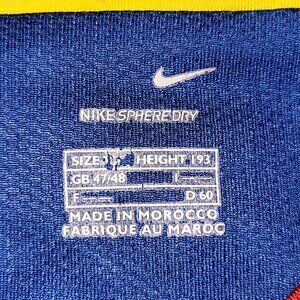 NIKE SPHERE DRY
SIZE HEIGHT 193
GB 47/48 I
F D 60
MADE IN MOROCCO
FABRIQUE AU MAROC